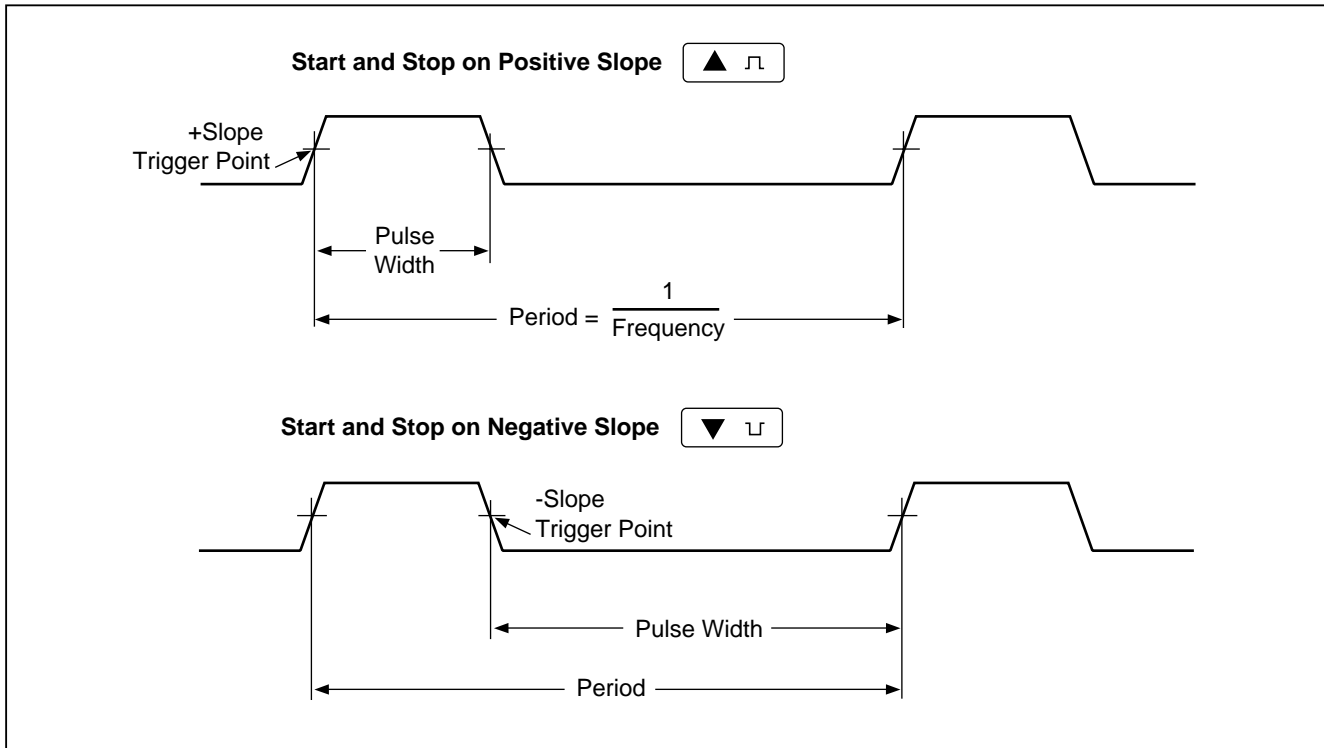 Start and Stop on Positive Slope
+Slope
Trigger Point
Pulse
Width
Period = 1
Frequency
Start and Stop on Negative Slope
-Slope
Trigger Point
Pulse Width
Period